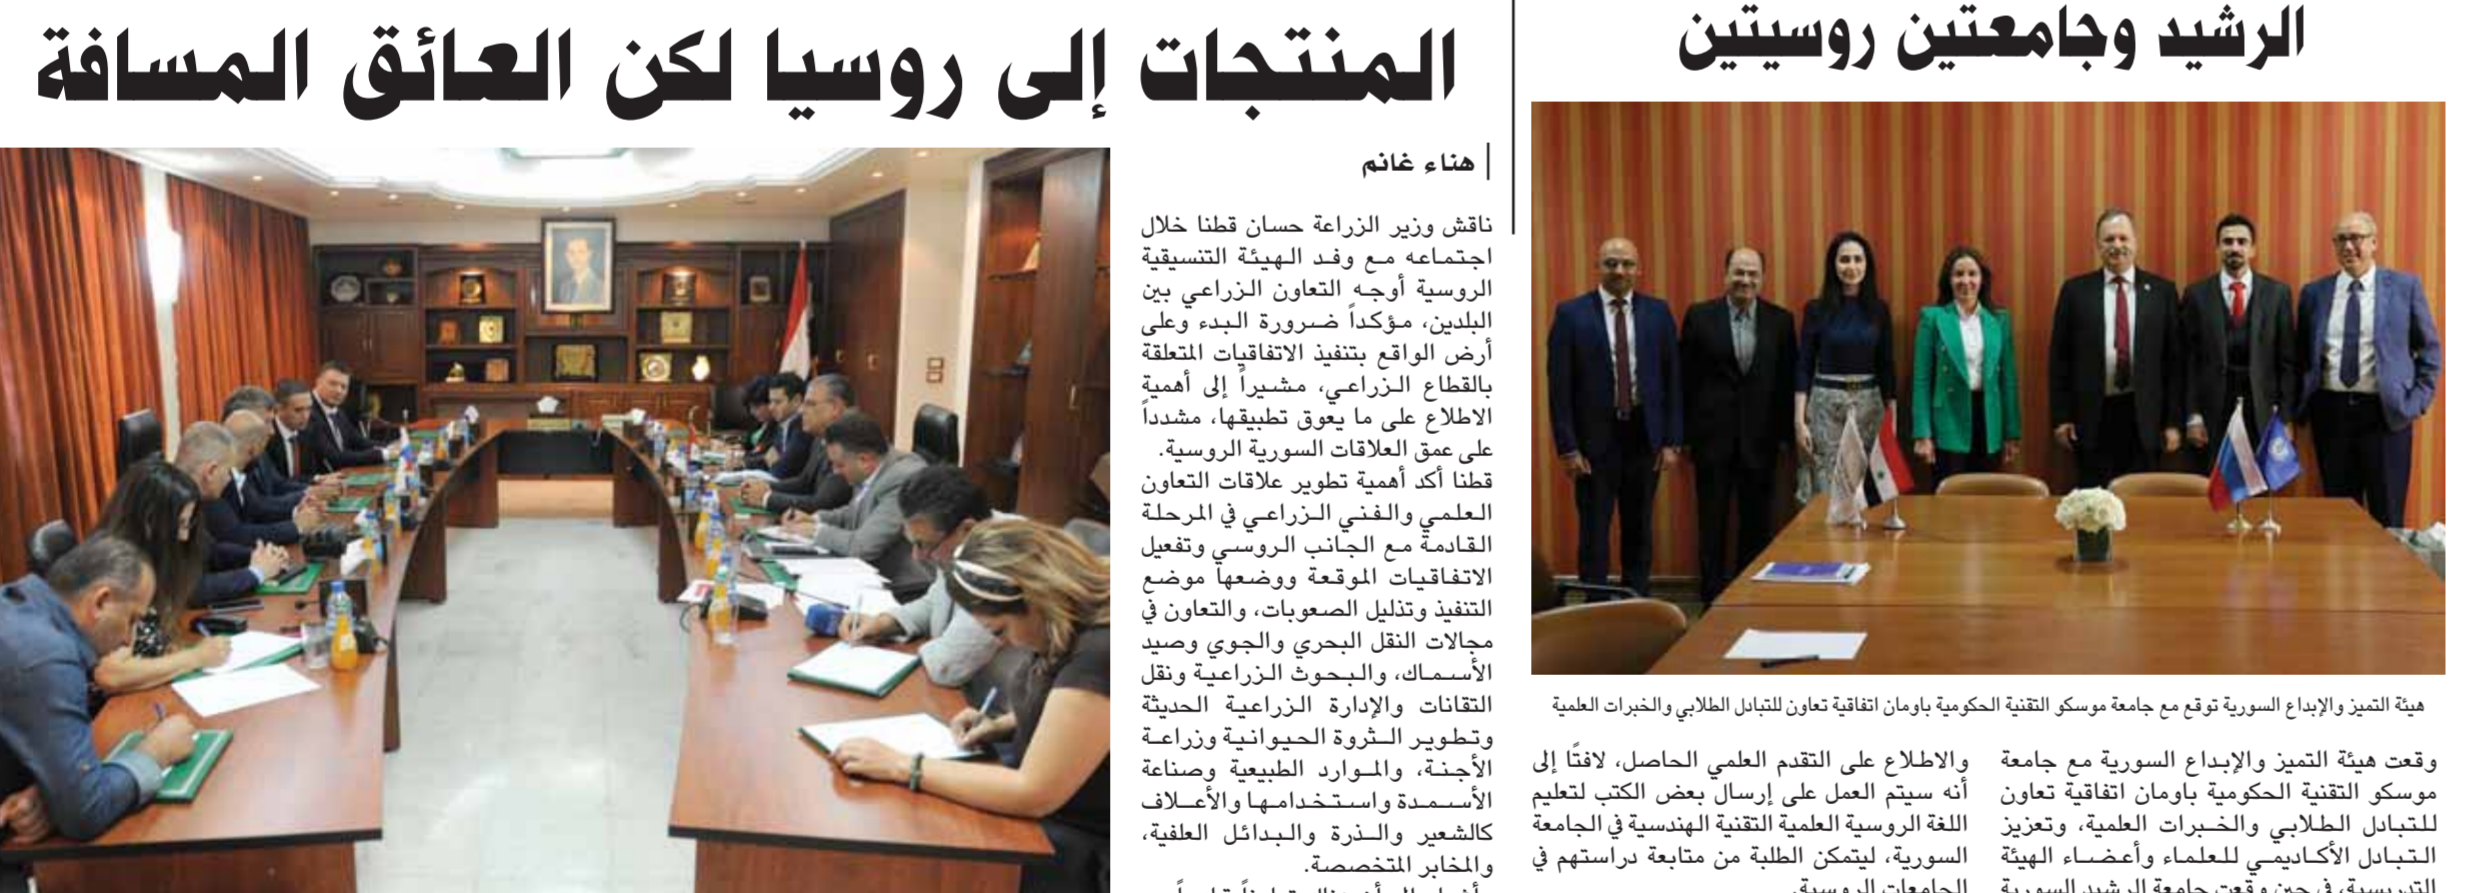 الرشيد وجامعتين روسيتين
هيئة التميز والإبداع السورية توقع مع جامعة موسكو التقنية الحكومية باومان اتفاقية تعاون للتبادل الطلابي والخبرات العلمية
وقعت هيئة التميز والإبداع السورية مع جامعة
موسكو التقنية الحكومية باومان اتفاقية تعاون
للتبادل الطلابي والخبرات العلمية، وتعزيز
التبادل الأكاديمي للعلماء وأعضاء الهيئة
التدريسية، في حين وقعت جامعة الرشيد السورية
والاطلاع على التقدم العلمي الحاصل، لافتًا إلى
أنه سيتم العمل على إرسال بعض الكتب لتعليم
اللغة الروسية العلمية التقنية الهندسية في الجامعة
السورية، ليتمكن الطلبة من متابعة دراستهم في
الجامعات الروسية.
المنتجات إلى روسيا لكن العائق المسافة
هناء غانم
ناقش وزير الزراعة حسان قطنا خلال
اجتماعه مع وفد الهيئة التنسيقية
الروسية أوجه التعاون الزراعي بين
البلدين، مؤكداً ضرورة البدء وعلى
أرض الواقع بتنفيذ الاتفاقيات المتعلقة
بالقطاع الزراعي، مشيراً إلى أهمية
الاطلاع على ما يعوق تطبيقها، مشدداً
على عمق العلاقات السورية الروسية.
قطنا أكد أهمية تطوير علاقات التعاون
العلمي والفني الزراعي في المرحلة
القادمة مع الجانب الروسي وتفعيل
الاتفاقيات الموقعة ووضعها موضع
التنفيذ وتذليل الصعوبات، والتعاون في
مجالات النقل البحري والجوي وصيد
الأسماك، والبحوث الزراعية ونقل
التقانات والإدارة الزراعية الحديثة
وتطوير الثروة الحيوانية وزراعة
الأجنة، والموارد الطبيعية وصناعة
الأسمدة واستخدامها والأعلاف
كالشعير والذرة والبدائل العلفية،
والمخابر المتخصصة.